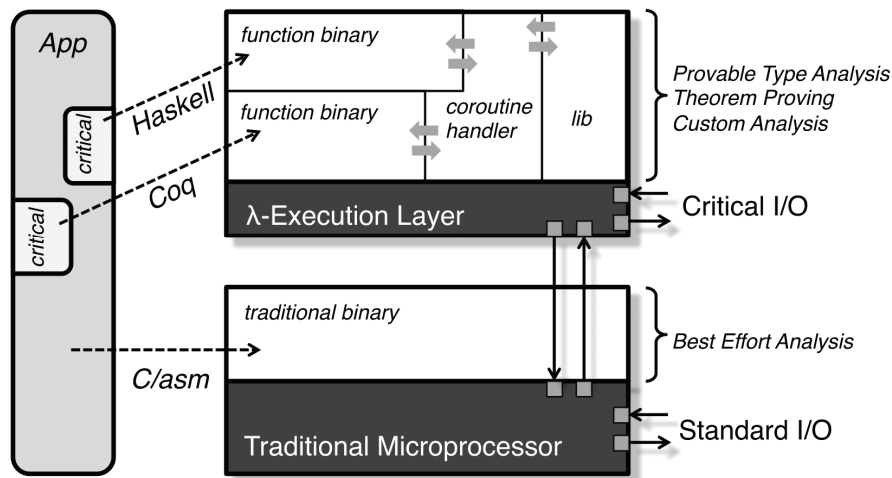 App
critical
critical
Haskell
Coq
C/asm
function binary
function binary
coroutine
handler
lib
λ-Execution Layer
Provable Type Analysis
Theorem Proving
Custom Analysis
Critical I/O
traditional binary
Traditional Microprocessor
Best Effort Analysis
Standard I/O